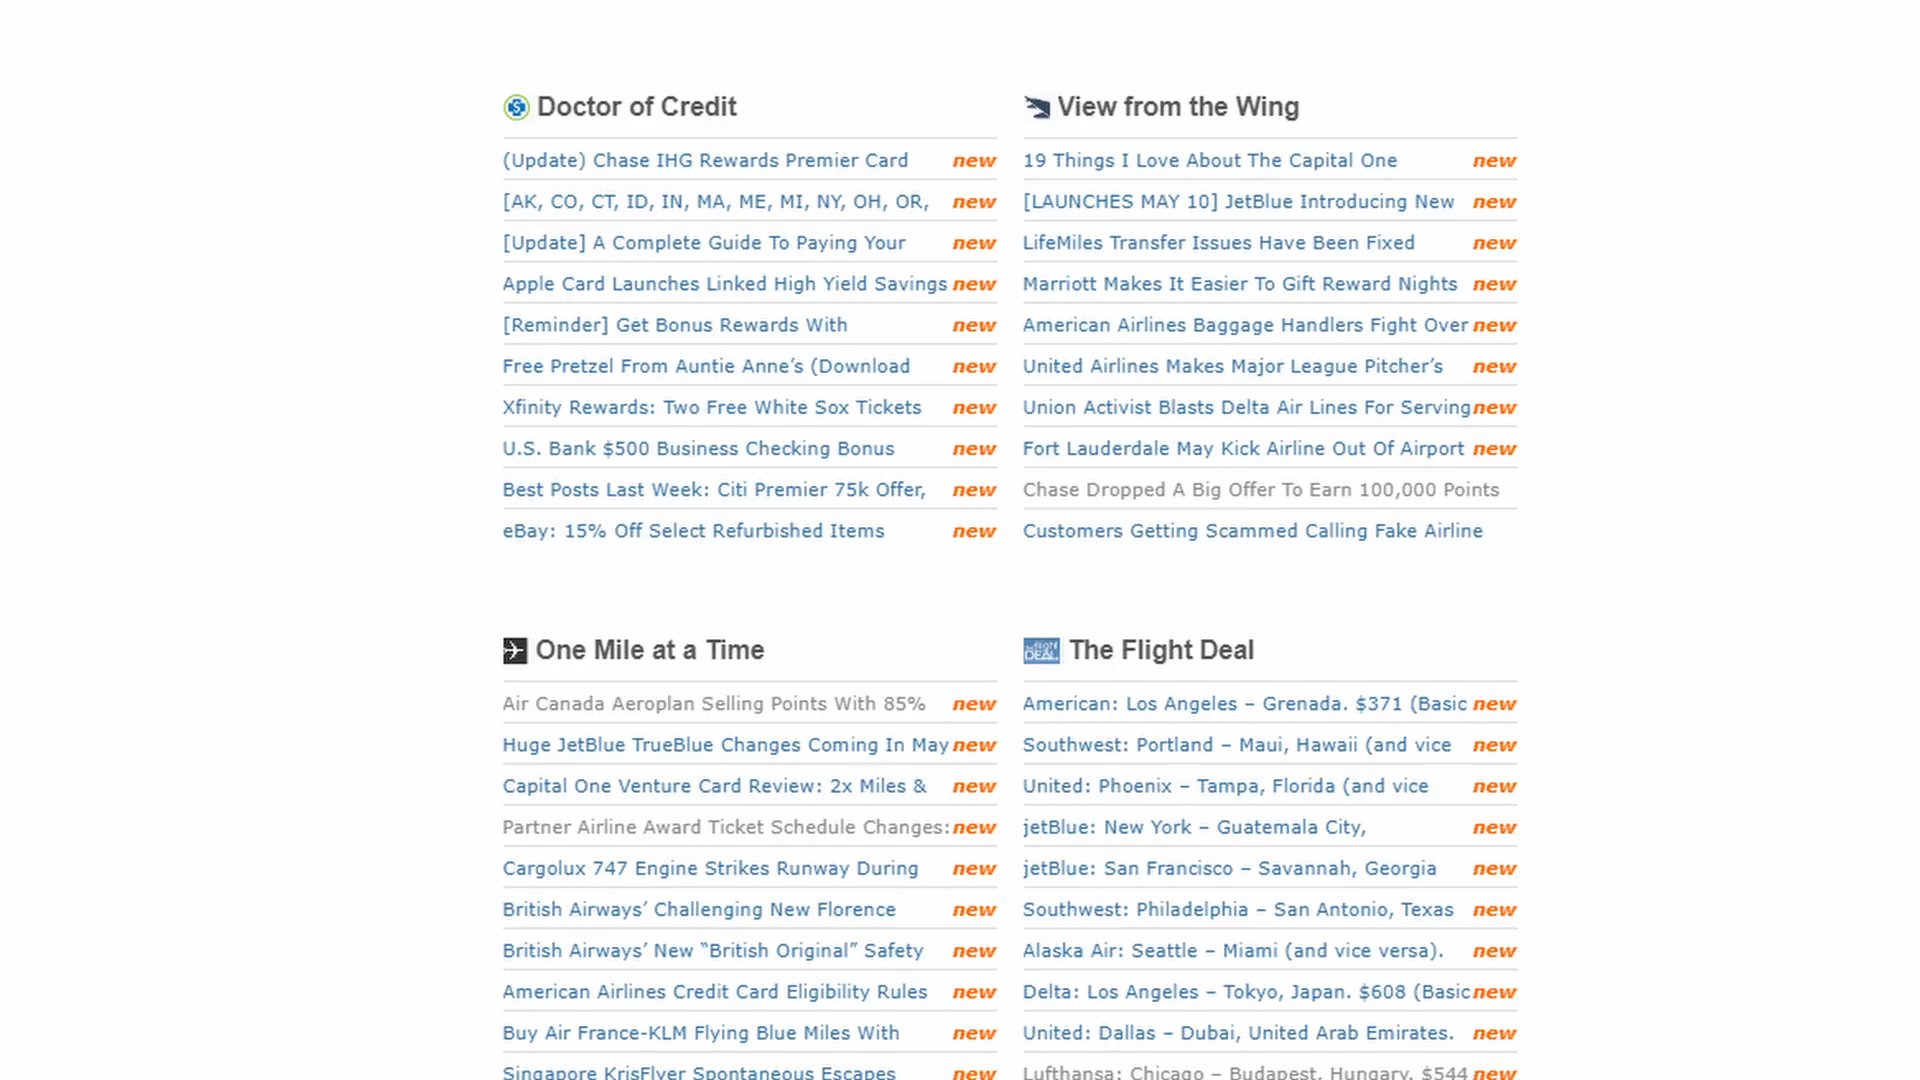 Doctor of Credit
(Update) Chase IHG Rewards Premier Card new
[AK, CO, CT, ID, IN, MA, ME, MI, NY, OH, OR, new
[Update] A Complete Guide To Paying Your new
Apple Card Launches Linked High Yield Savings new
[Reminder] Get Bonus Rewards With new
Free Pretzel From Auntie Anne’s (Download new
Xfinity Rewards: Two Free White Sox Tickets new
U.S. Bank $500 Business Checking Bonus new
Best Posts Last Week: Citi Premier 75k Offer, new
eBay: 15% Off Select Refurbished Items new
View from the Wing
19 Things I Love About The Capital One new
[LAUNCHES MAY 10] JetBlue Introducing New new
LifeMiles Transfer Issues Have Been Fixed new
Marriott Makes It Easier To Gift Reward Nights new
American Airlines Baggage Handlers Fight Over new
United Airlines Makes Major League Pitcher’s new
Union Activist Blasts Delta Air Lines For Serving new
Fort Lauderdale May Kick Airline Out Of Airport new
Chase Dropped A Big Offer To Earn 100,000 Points
Customers Getting Scammed Calling Fake Airline
One Mile at a Time
Air Canada Aeroplan Selling Points With 85% new
Huge JetBlue TrueBlue Changes Coming In May new
Capital One Venture Card Review: 2x Miles & new
Partner Airline Award Ticket Schedule Changes: new
Cargolux 747 Engine Strikes Runway During new
British Airways’ Challenging New Florence new
British Airways’ New “British Original” Safety new
American Airlines Credit Card Eligibility Rules new
Buy Air France-KLM Flying Blue Miles With new
Singapore KrisFlyer Spontaneous Escapes new
flight DEAL The Flight Deal
American: Los Angeles – Grenada. $371 (Basic new
Southwest: Portland – Maui, Hawaii (and vice new
United: Phoenix – Tampa, Florida (and vice new
jetBlue: New York – Guatemala City, new
jetBlue: San Francisco – Savannah, Georgia new
Southwest: Philadelphia – San Antonio, Texas new
Alaska Air: Seattle – Miami (and vice versa). new
Delta: Los Angeles – Tokyo, Japan. $608 (Basic new
United: Dallas – Dubai, United Arab Emirates. new
Lufthansa: Chicago – Budapest, Hungary. $544 new